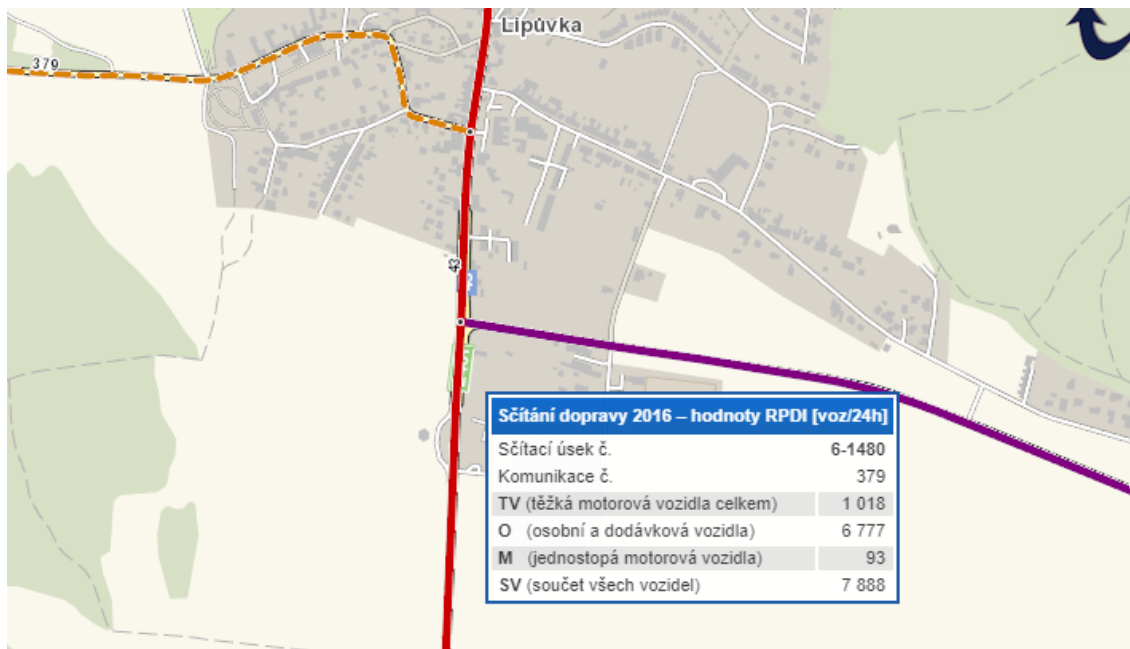 Lipůvka
379
43
Sčítání dopravy 2016 – hodnoty RPDI [voz/24h]
Sčítací úsek č. 6-1480
Komunikace č. 379
TV (těžká motorová vozidla celkem) 1 018
O (osobní a dodávková vozidla) 6 777
M (jednostopá motorová vozidla) 93
SV (součet všech vozidel) 7 888